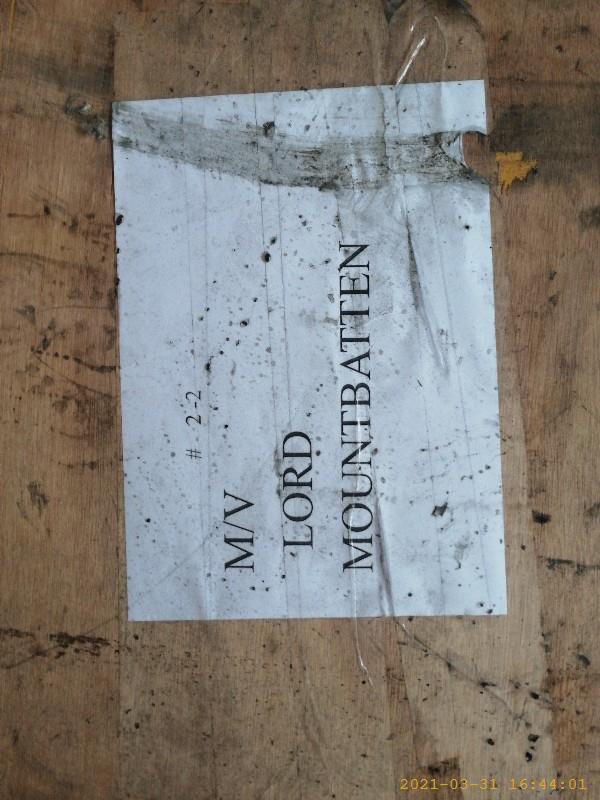 # 2-2
M/V
LORD
MOUNTBATTEN
2021-03-31 16:44:01